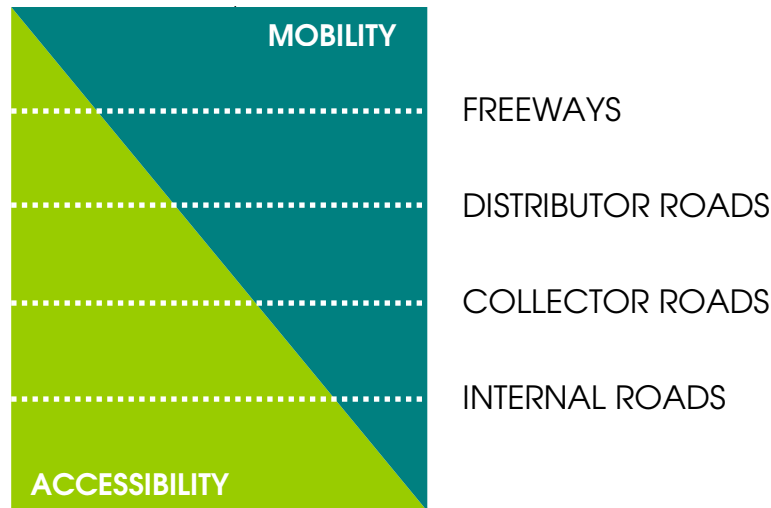 MOBILITY
FREEWAYS
DISTRIBUTOR ROADS
COLLECTOR ROADS
INTERNAL ROADS
ACCESSIBILITY